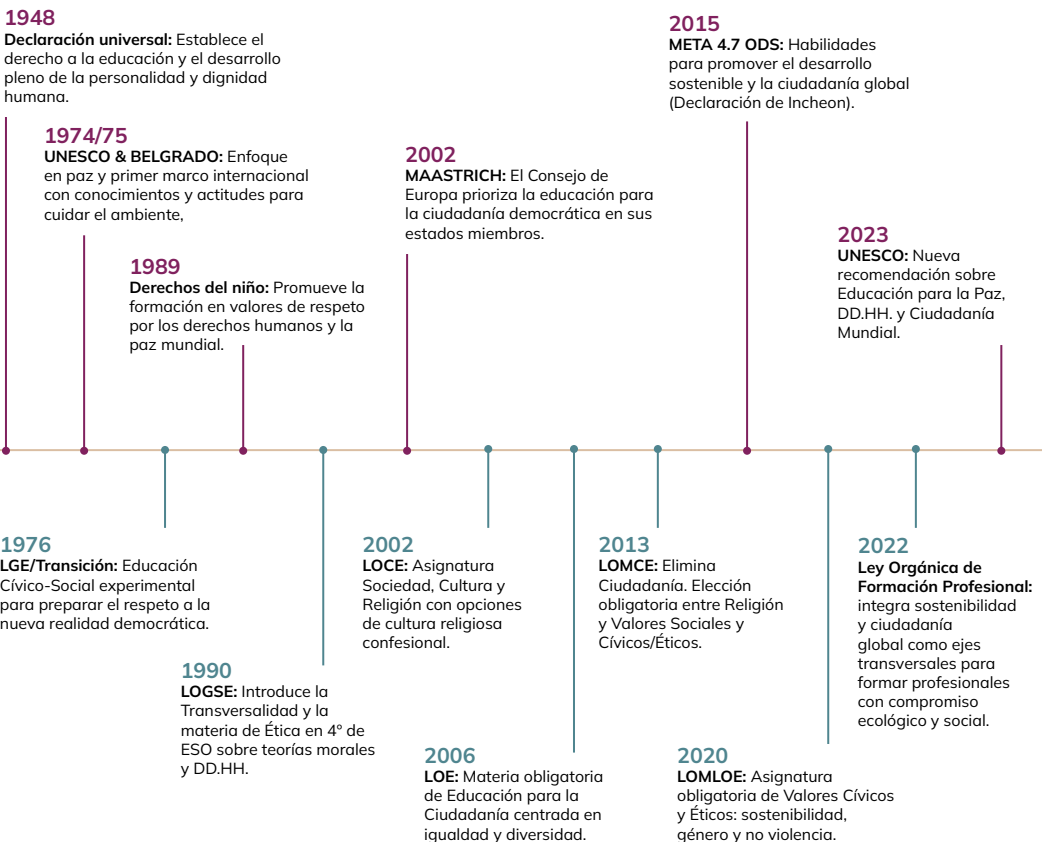 1948
Declaración universal: Establece el
derecho a la educación y el desarrollo
pleno de la personalidad y dignidad
humana.
1974/75
UNESCO & BELGRADO: Enfoque
en paz y primer marco internacional
con conocimientos y actitudes para
cuidar el ambiente,
1989
Derechos del niño: Promueve la
formación en valores de respeto
por los derechos humanos y la
paz mundial.
2002
MAASTRICH: El Consejo de
Europa prioriza la educación para
la ciudadanía democrática en sus
estados miembros.
2015
META 4.7 ODS: Habilidades
para promover el desarrollo
sostenible y la ciudadanía global
(Declaración de Incheon).
2023
UNESCO: Nueva
recomendación sobre
Educación para la Paz,
DD.HH. y Ciudadanía
Mundial.
1976
LGE/Transición: Educación
Cívico-Social experimental
para preparar el respeto a la
nueva realidad democrática.
1990
LOGSE: Introduce la
Transversalidad y la
materia de Ética en 4º de
ESO sobre teorías morales
y DD.HH.
2002
LOCE: Asignatura
Sociedad, Cultura y
Religión con opciones
de cultura religiosa
confesional.
2006
LOE: Materia obligatoria
de Educación para la
Ciudadanía centrada en
igualdad y diversidad.
2013
LOMCE: Elimina
Ciudadanía. Elección
obligatoria entre Religión
y Valores Sociales y
Cívicos/Éticos.
2020
LOMLOE: Asignatura
obligatoria de Valores Cívicos
y Éticos: sostenibilidad,
género y no violencia.
2022
Ley Orgánica de
Formación Profesional:
integra sostenibilidad
y ciudadanía
global como ejes
transversales para
formar profesionales
con compromiso
ecológico y social.